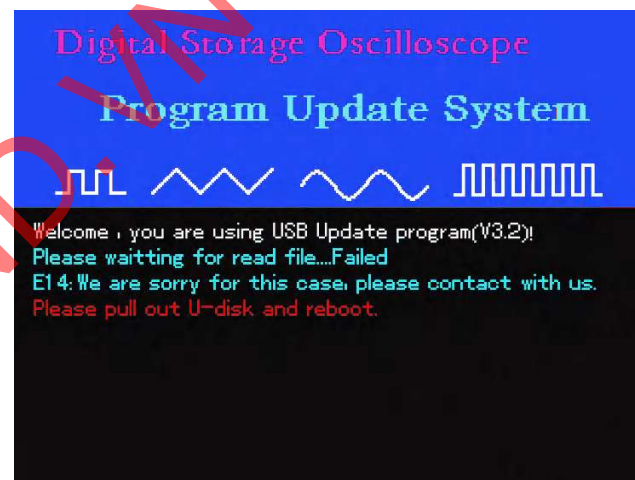 Digital Storage Oscilloscope
Program Update System
Welcome , you are using USB Update program(V3.2)!
Please waitting for read file....Failed
E14:We are sorry for this case, please contact with us.
Please pull out U-disk and reboot.
D.VN